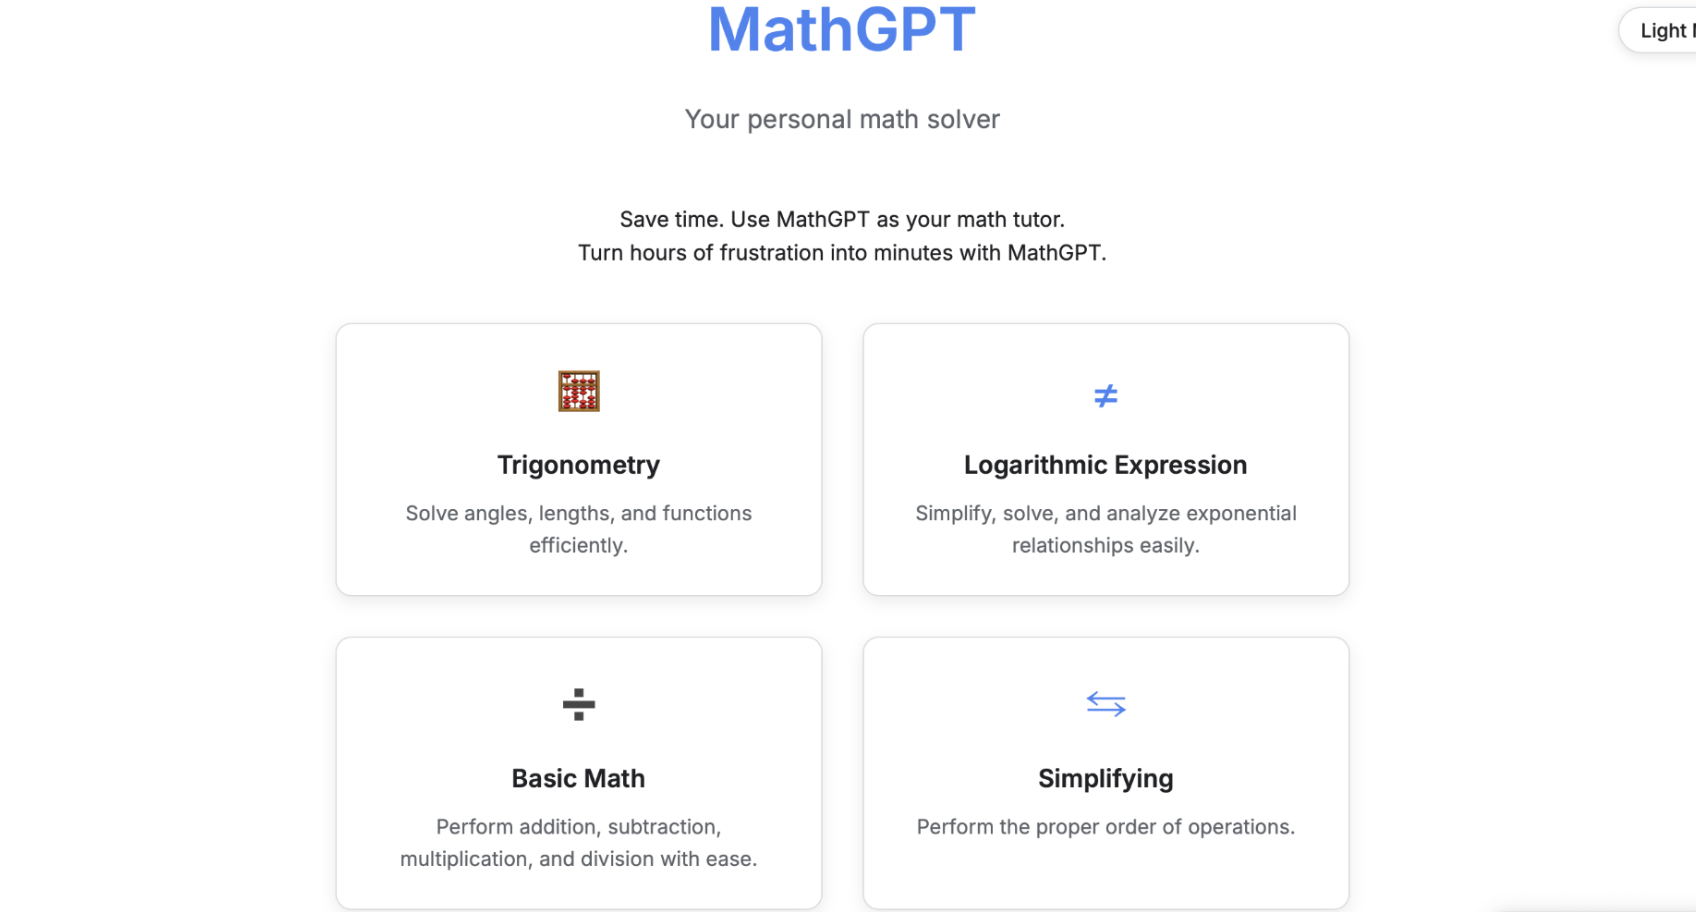 MathGPT
Light
Your personal math solver
Save time. Use MathGPT as your math tutor.
Turn hours of frustration into minutes with MathGPT.
Trigonometry
Solve angles, lengths, and functions
efficiently.
≠
Logarithmic Expression
Simplify, solve, and analyze exponential
relationships easily.
÷
Basic Math
Perform addition, subtraction,
multiplication, and division with ease.
⇆
Simplifying
Perform the proper order of operations.